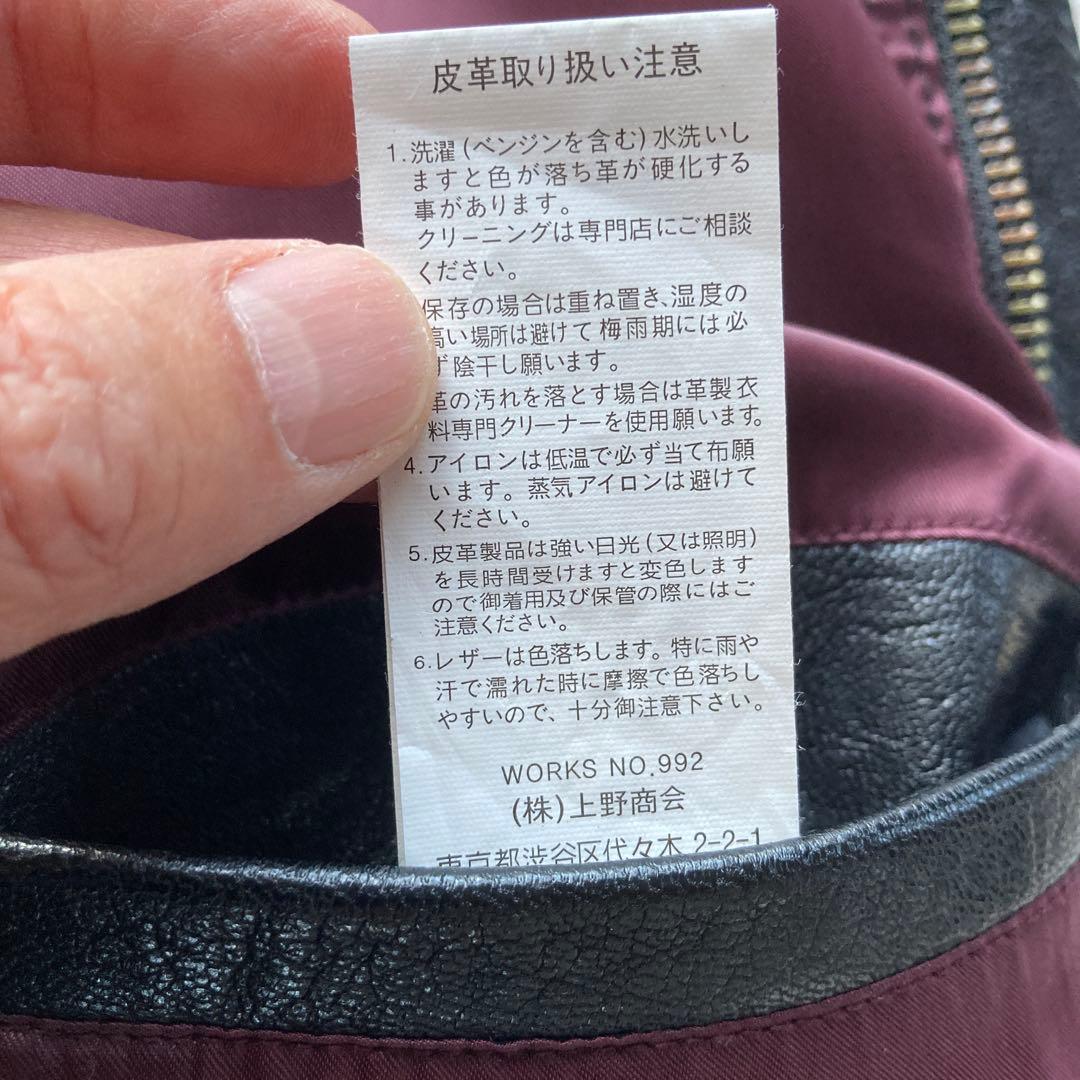 皮革取り扱い注意
1.洗濯(ベンジンを含む)水洗いし
ますと色が落ち革が硬化する
事があります。
クリーニングは専門店にご相談
ください。
保存の場合は重ね置き、湿度の
高い場所は避けて梅雨期には必
ず陰干し願います。
革の汚れを落とす場合は革製衣
料専門クリーナーを使用願います。
4.アイロンは低温で必ず当て布願
います。蒸気アイロンは避けて
ください。
5.皮革製品は強い日光(又は照明)
を長時間受けますと変色します
ので御着用及び保管の際にはご
注意ください。
6.レザーは色落ちします。特に雨や
汗で濡れた時に摩擦で色落ちし
やすいので、十分御注意下さい。
WORKS NO.992
(株)上野商会
東京都渋谷区代々木 2-2-1